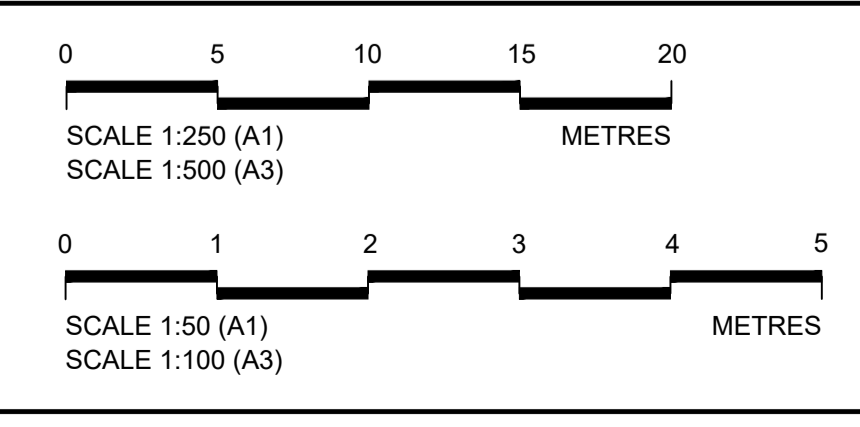 0 5 10 15 20
SCALE 1:250 (A1) METRES
SCALE 1:500 (A3)
0 1 2 3 4 5
SCALE 1:50 (A1) METRES
SCALE 1:100 (A3)